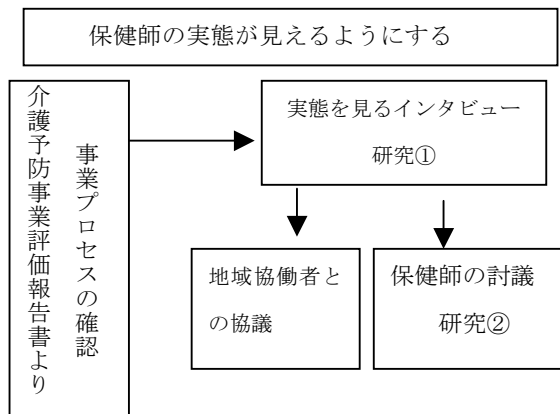 保健師の実態が見えるようにする
介護予防事業評価報告書より
事業プロセスの確認
実態を見るインタビュー
研究①
地域協働者と
の協議
保健師の討議
研究②